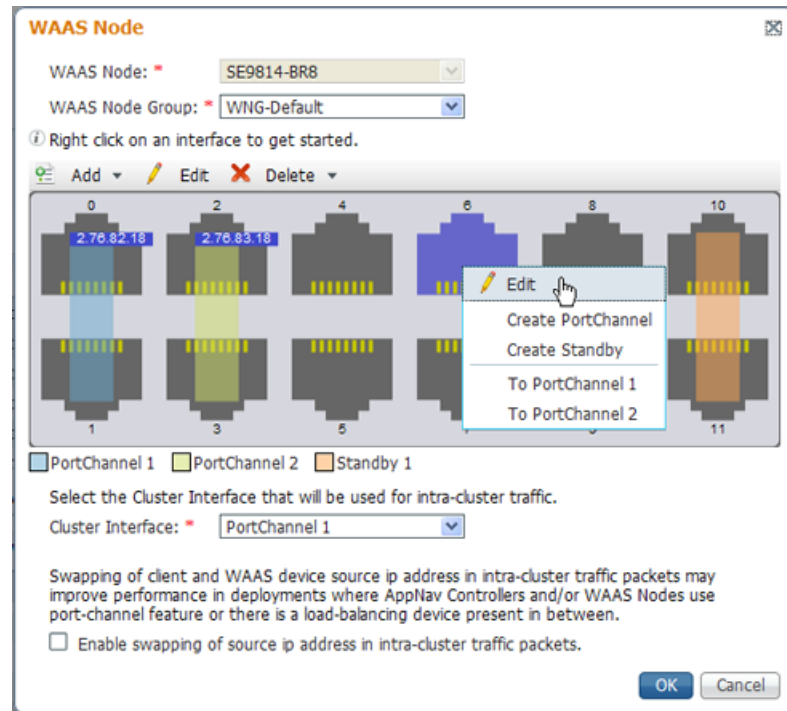 WAAS Node
WAAS Node: * SE9814-BR8
WAAS Node Group: * WNG-Default
i Right click on an interface to get started.
Add Edit Delete
0 2 4 6 8 10
2.76.82.18 2.76.83.18
Edit
Create PortChannel
Create Standby
To PortChannel 1
To PortChannel 2
1 3 5 11
PortChannel 1 PortChannel 2 Standby 1
Select the Cluster Interface that will be used for intra-cluster traffic.
Cluster Interface: * PortChannel 1
Swapping of client and WAAS device source ip address in intra-cluster traffic packets may
improve performance in deployments where AppNav Controllers and/or WAAS Nodes use
port-channel feature or there is a load-balancing device present in between.
Enable swapping of source ip address in intra-cluster traffic packets.
OK Cancel